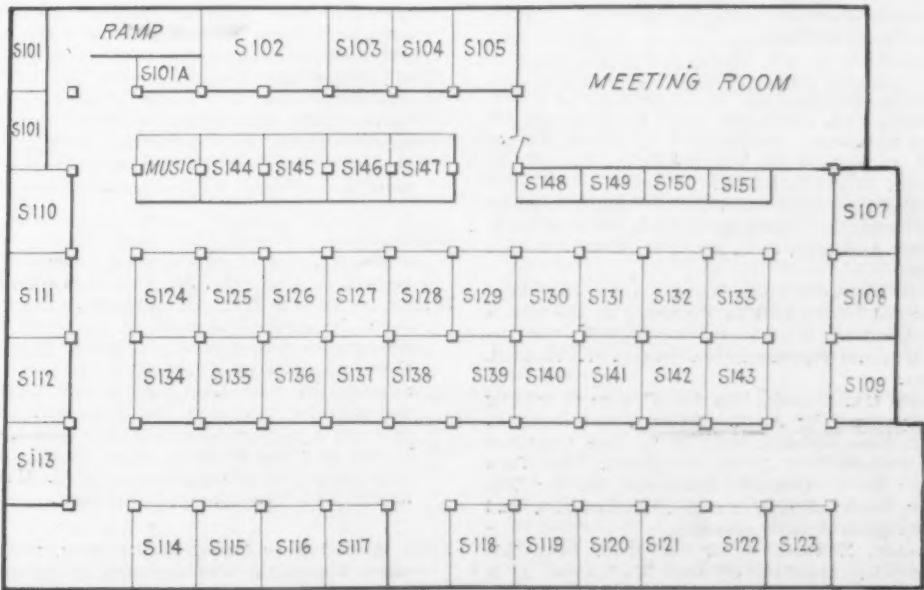 RAMP
S101 S102 S103 S104 S105
S101A
MEETING ROOM
S101
MUSIC S144 S145 S146 S147
S148 S149 S150 S151
S110 S107
S111 S124 S125 S126 S127 S128 S129 S130 S131 S132 S133 S108
S112 S134 S135 S136 S137 S138 S139 S140 S141 S142 S143 S109
S113
S114 S115 S116 S117 S118 S119 S120 S121 S122 S123